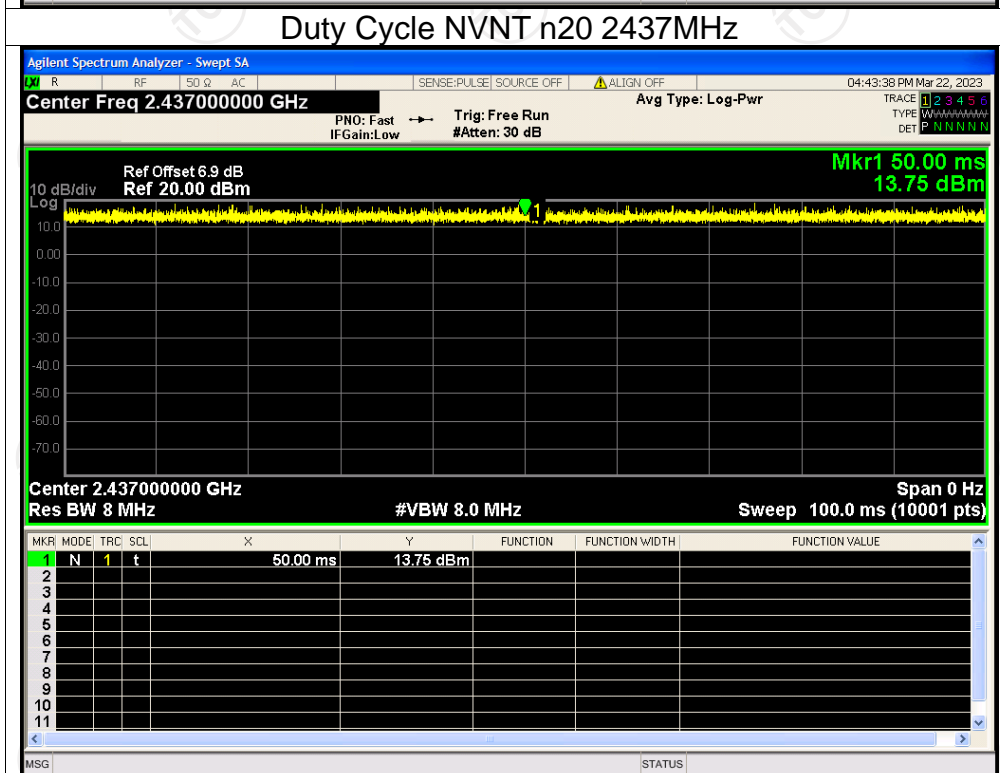 Duty Cycle NVNT n20 2437MHz
Agilent Spectrum Analyzer - Swept SA
LXI R RF 50 Ω AC SENSE:PULSE SOURCE OFF ALIGN OFF 04:43:38 PM Mar 22, 2023
Center Freq 2.437000000 GHz Avg Type: Log-Pwr TRACE 1 2 3 4 5 6
PNO: Fast Trig: Free Run TYPE W
IFGain:Low #Atten: 30 dB DET P N N N N N
Mkr1 50.00 ms
Ref Offset 6.9 dB
10 dB/div Ref 20.00 dBm 13.75 dBm
Log
1
10.0
0.00
-10.0
-20.0
-30.0
-40.0
-50.0
-60.0
-70.0
Center 2.437000000 GHz Span 0 Hz
Res BW 8 MHz #VBW 8.0 MHz Sweep 100.0 ms (10001 pts)
MKR MODE TRC SCL X Y FUNCTION FUNCTION WIDTH FUNCTION VALUE
1 N 1 t 50.00 ms 13.75 dBm
2
3
4
5
6
7
8
9
10
11
MSG STATUS